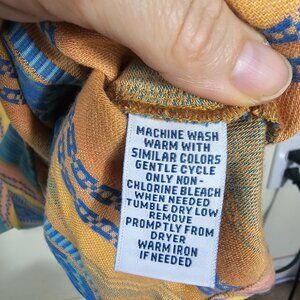 MACHINE WASH
WARM WITH
SIMILAR COLORS
GENTLE CYCLE
ONLY NON-
CHLORINE BLEACH
WHEN NEEDED
TUMBLE DRY LOW
REMOVE
PROMPTLY FROM
DRYER
WARM IRON
IF NEEDED